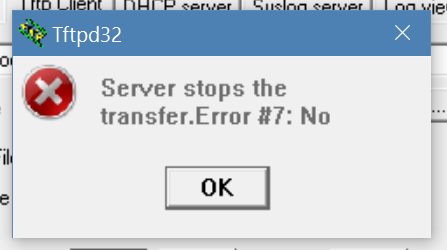 Tftp Client DHCP server Syslog server Log view
Tftpd32
Server stops the
transfer.Error #7: No
OK